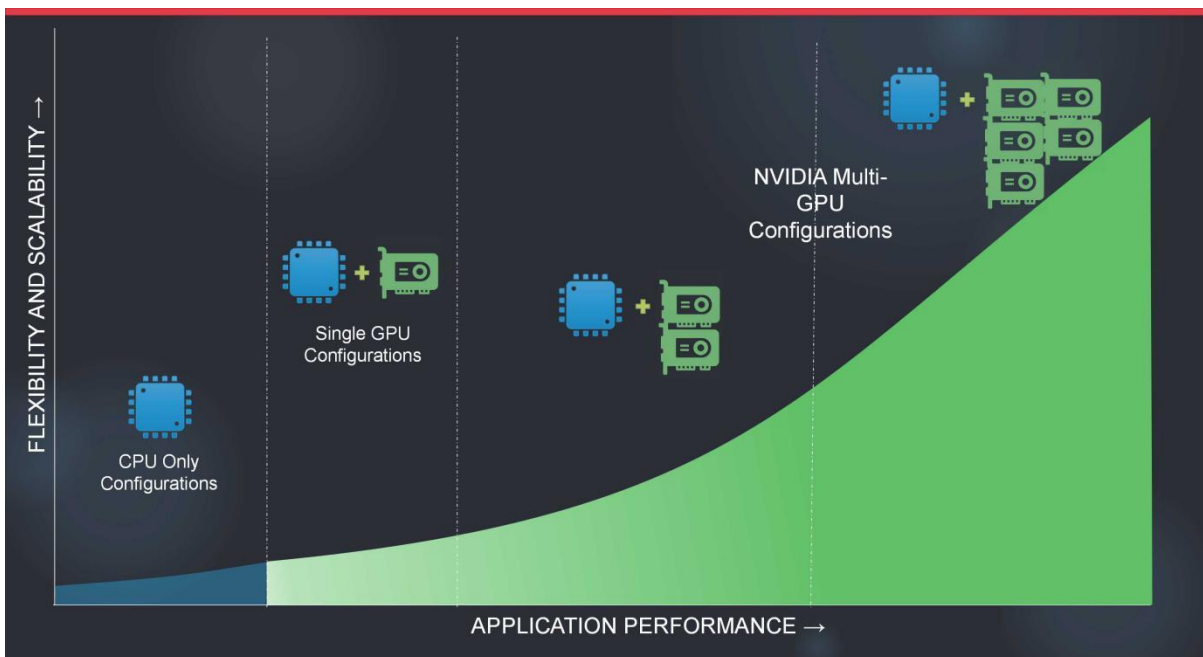 FLEXIBILITY AND SCALABILITY →
CPU Only
Configurations
Single GPU
Configurations
NVIDIA Multi-
GPU
Configurations
APPLICATION PERFORMANCE →